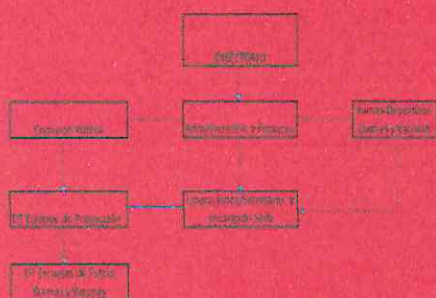 DIRECTORIO
Comisión Fútbol
Administración y Finanzas
Ramas Deportivas
Damas y Varones
DT Equipos de Proyección
encargado Sede
DT Escuelas de Fútbol
Damas y Varones